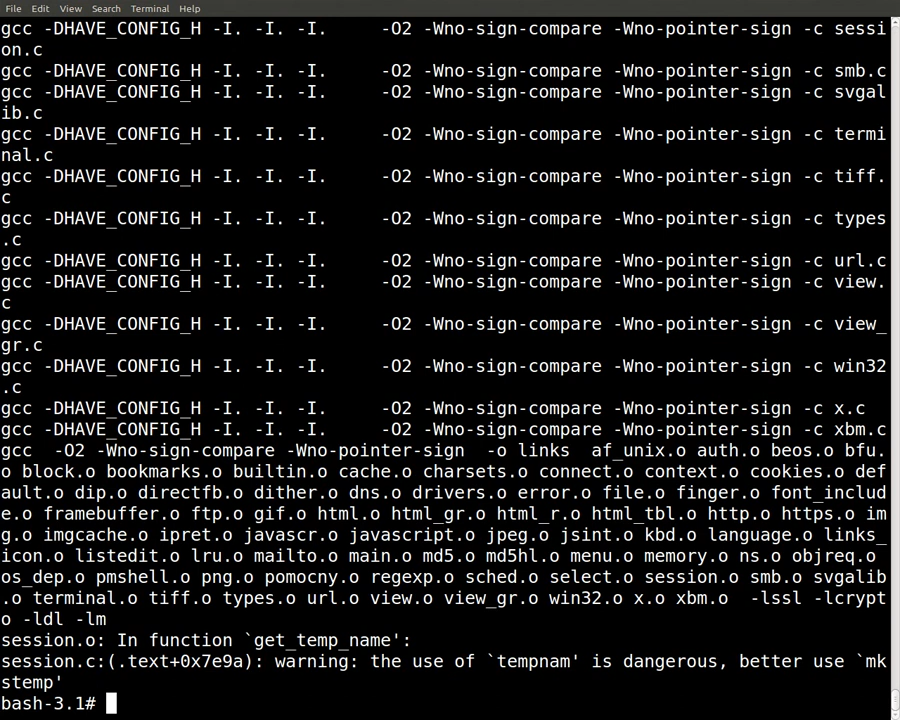 File Edit View Search Terminal Help
gcc -DHAVE_CONFIG_H -I. -I. -I.     -O2 -Wno-sign-compare -Wno-pointer-sign -c sessi
on.c
gcc -DHAVE_CONFIG_H -I. -I. -I.     -O2 -Wno-sign-compare -Wno-pointer-sign -c smb.c
gcc -DHAVE_CONFIG_H -I. -I. -I.     -O2 -Wno-sign-compare -Wno-pointer-sign -c svgal
ib.c
gcc -DHAVE_CONFIG_H -I. -I. -I.     -O2 -Wno-sign-compare -Wno-pointer-sign -c termi
nal.c
gcc -DHAVE_CONFIG_H -I. -I. -I.     -O2 -Wno-sign-compare -Wno-pointer-sign -c tiff.
c
gcc -DHAVE_CONFIG_H -I. -I. -I.     -O2 -Wno-sign-compare -Wno-pointer-sign -c types
.c
gcc -DHAVE_CONFIG_H -I. -I. -I.     -O2 -Wno-sign-compare -Wno-pointer-sign -c url.c
gcc -DHAVE_CONFIG_H -I. -I. -I.     -O2 -Wno-sign-compare -Wno-pointer-sign -c view.
c
gcc -DHAVE_CONFIG_H -I. -I. -I.     -O2 -Wno-sign-compare -Wno-pointer-sign -c view_
gr.c
gcc -DHAVE_CONFIG_H -I. -I. -I.     -O2 -Wno-sign-compare -Wno-pointer-sign -c win32
.c
gcc -DHAVE_CONFIG_H -I. -I. -I.     -O2 -Wno-sign-compare -Wno-pointer-sign -c x.c
gcc -DHAVE_CONFIG_H -I. -I. -I.     -O2 -Wno-sign-compare -Wno-pointer-sign -c xbm.c
gcc  -O2 -Wno-sign-compare -Wno-pointer-sign  -o links  af_unix.o auth.o beos.o bfu.
o block.o bookmarks.o builtin.o cache.o charsets.o connect.o context.o cookies.o def
ault.o dip.o directfb.o dither.o dns.o drivers.o error.o file.o finger.o font_includ
e.o framebuffer.o ftp.o gif.o html.o html_gr.o html_r.o html_tbl.o http.o https.o im
g.o imgcache.o ipret.o javascr.o javascript.o jpeg.o jsint.o kbd.o language.o links_
icon.o listedit.o lru.o mailto.o main.o md5.o md5hl.o menu.o memory.o ns.o objreq.o 
os_dep.o pmshell.o png.o pomocny.o regexp.o sched.o select.o session.o smb.o svgalib
.o terminal.o tiff.o types.o url.o view.o view_gr.o win32.o x.o xbm.o  -lssl -lcrypt
o -ldl -lm
session.o: In function `get_temp_name':
session.c:(.text+0x7e9a): warning: the use of `tempnam' is dangerous, better use `mk
stemp'
bash-3.1#